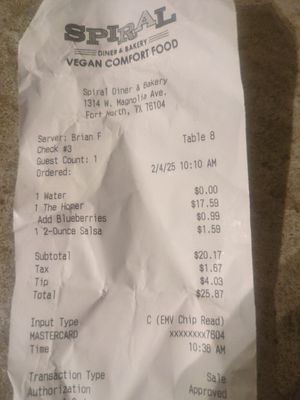 SPIRAL
DINER & BAKERY
VEGAN COMFORT FOOD
Spiral Diner & Bakery
1314 W. Magnolia Ave.
Fort Worth, TX 76104
Server: Brian F Table 8
Check #3
Guest Count: 1
Ordered: 2/4/25 10:10 AM
1 Water $0.00
1 The Homer $17.59
Add Blueberries $0.99
1 2-Ounce Salsa $1.59
Subtotal $20.17
Tax $1.67
Tip $4.03
Total $25.87
Input Type C (EMV Chip Read)
MASTERCARD xxxxxxxx7604
Time 10:38 AM
Transaction Type Sale
Authorization Approved